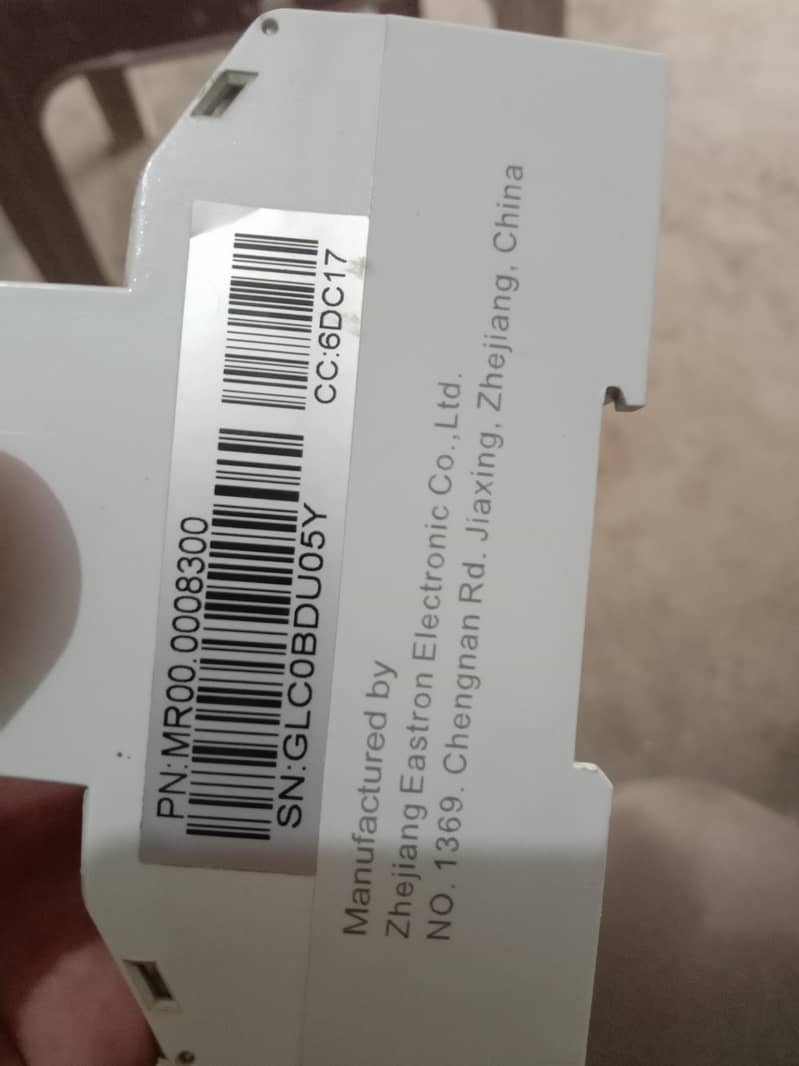 PN:MR00.0008300
SN:GLC0BDU05Y
CC:6DC17
Manufactured by
Zhejiang Eastron Electronic Co.,Ltd.
NO. 1369. Chengnan Rd. Jiaxing, Zhejiang, China